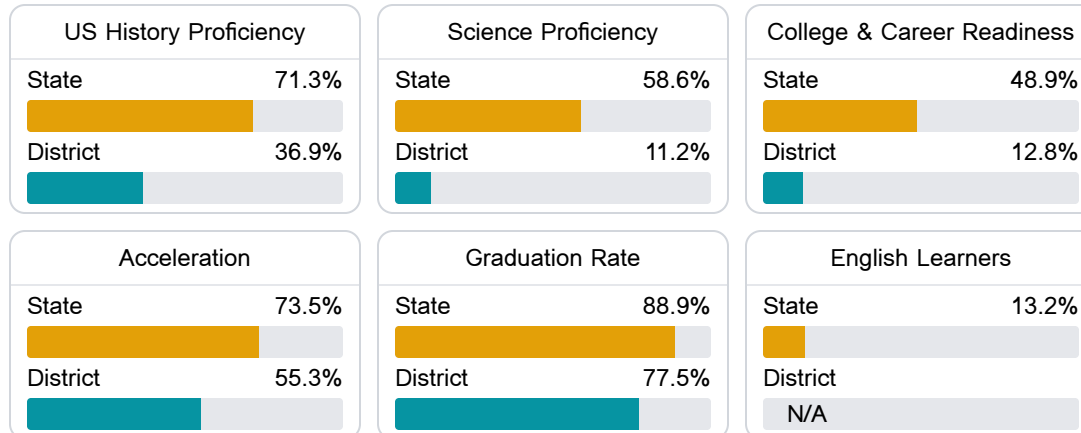 US History Proficiency
State 71.3%
District 36.9%
Science Proficiency
State 58.6%
District 11.2%
College & Career Readiness
State 48.9%
District 12.8%
Acceleration
State 73.5%
District 55.3%
Graduation Rate
State 88.9%
District 77.5%
English Learners
State 13.2%
District
N/A